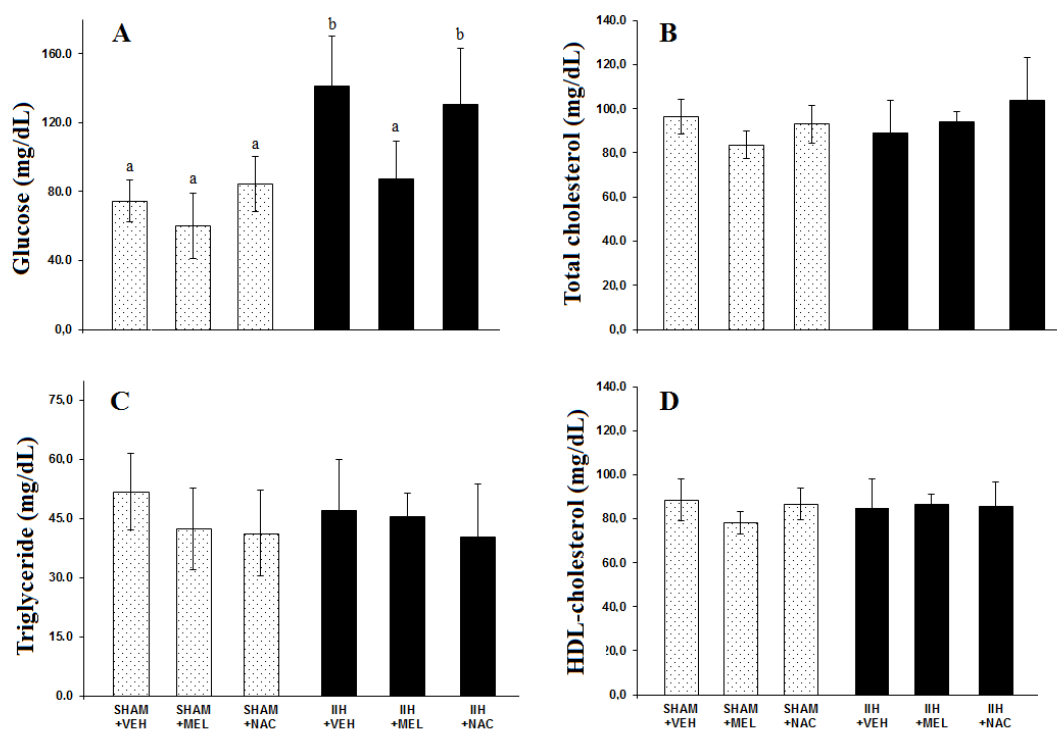 A
Glucose (mg/dL)
160.0
120.0
80.0
40.0
0,0
a
a
a
b
a
b
B
Total cholesterol (mg/dL)
140.0
120,0
100,0
80.0
60,0
40,0
20,0
0,0
C
Triglyceride (mg/dL)
75.0
60.0
45.0
30.0
15.0
0.0
SHAM +VEH
SHAM +MEL
SHAM +NAC
IIH +VEH
IIH +MEL
IIH +NAC
D
HDL-cholesterol (mg/dL)
140.0
120,0
100,0
80.0
60,0
40,0
20,0
0,0
SHAM +VEH
SHAM +MEL
SHAM +NAC
IIH +VEH
IIH +MEL
IIH +NAC